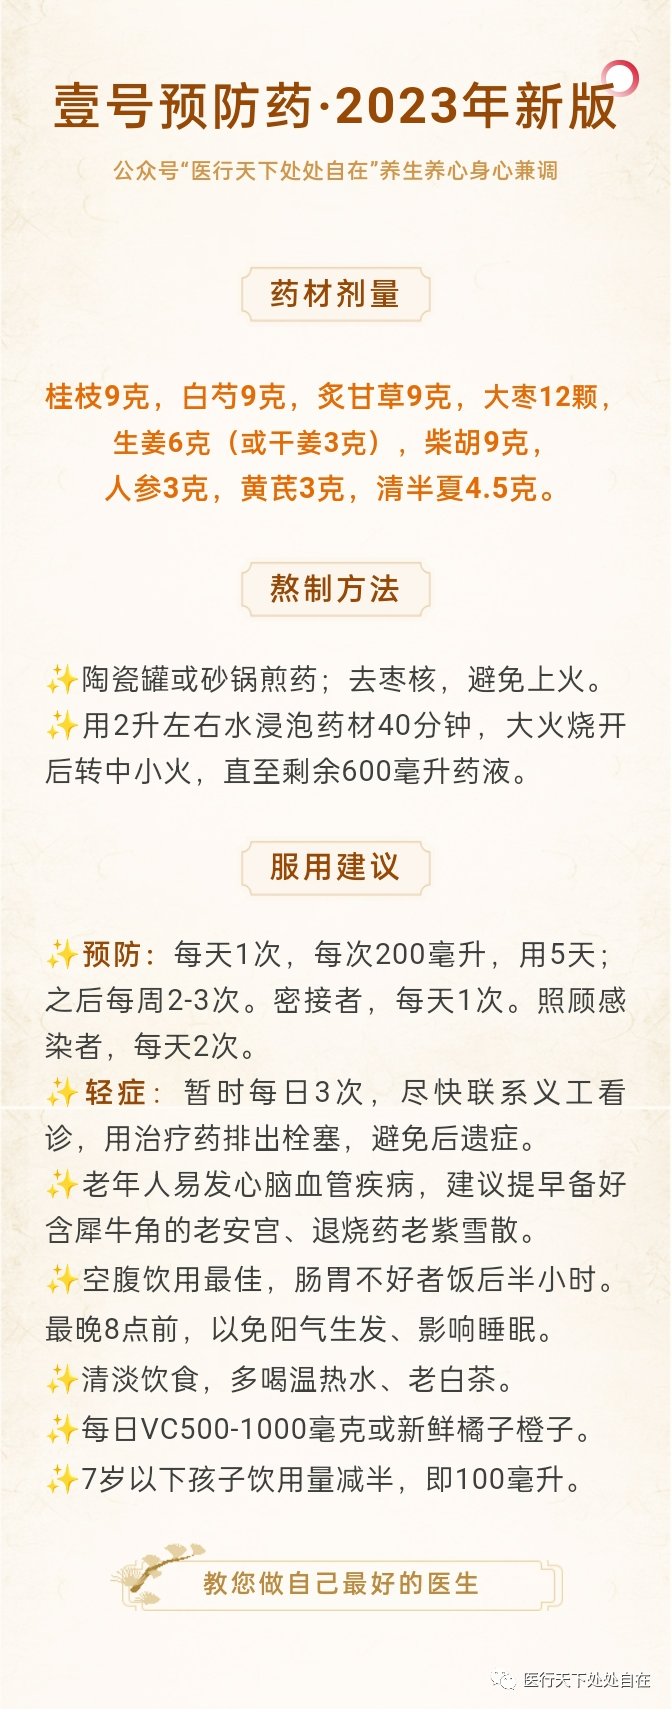 壹号预防药·2023年新版
公众号“医行天下处处自在”养生养心身心兼调
药材剂量
桂枝9克，白芍9克，炙甘草9克，大枣12颗，
生姜6克（或干姜3克），柴胡9克，
人参3克，黄芪3克，清半夏4.5克。
熬制方法
✨陶瓷罐或砂锅煎药；去枣核，避免上火。
✨用2升左右水浸泡药材40分钟，大火烧开
后转中小火，直至剩余600毫升药液。
服用建议
✨预防：每天1次，每次200毫升，用5天；
之后每周2-3次。密接者，每天1次。照顾感
染者，每天2次。
✨轻症：暂时每日3次，尽快联系义工看
诊，用治疗药排出栓塞，避免后遗症。
✨老年人易发心脑血管疾病，建议提早备好
含犀牛角的老安宫、退烧药老紫雪散。
✨空腹饮用最佳，肠胃不好者饭后半小时。
最晚8点前，以免阳气生发、影响睡眠。
✨清淡饮食，多喝温热水、老白茶。
✨每日VC500-1000毫克或新鲜橘子橙子。
✨7岁以下孩子饮用量减半，即100毫升。
教您做自己最好的医生
医行天下处处自在